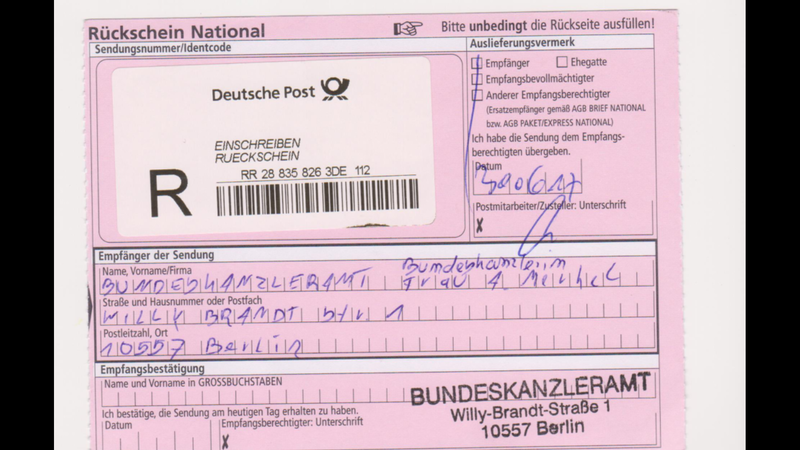 Rückschein National
Bitte unbedingt die Rückseite ausfüllen!
Sendungsnummer/Identcode
Deutsche Post
EINSCHREIBEN
RUECKSCHEIN
R
RR 28 835 826 3DE 112
Auslieferungsvermerk
Empfänger
Ehegatte
Empfangsbevollmächtigter
Anderer Empfangsberechtigter
(Ersatzempfänger gemäß AGB BRIEF NATIONAL
bzw. AGB PAKET/EXPRESS NATIONAL)
Ich habe die Sendung dem Empfangs-
berechtigten übergeben.
Datum
Postmitarbeiter/Zusteller: Unterschrift
X
Empfänger der Sendung
Name, Vorname/Firma
Bundeskanzlerin
BUNDESKANZLERAMT Frau A. Merkel
Straße und Hausnummer oder Postfach
WILLY BRANDT Str 1
Postleitzahl, Ort
10557 Berlin
Empfangsbestätigung
Name und Vorname in GROSSBUCHSTABEN
BUNDESKANZLERAMT
Willy-Brandt-Straße 1
10557 Berlin
Ich bestätige, die Sendung am heutigen Tag erhalten zu haben.
Datum
Empfangsberechtigter: Unterschrift
X